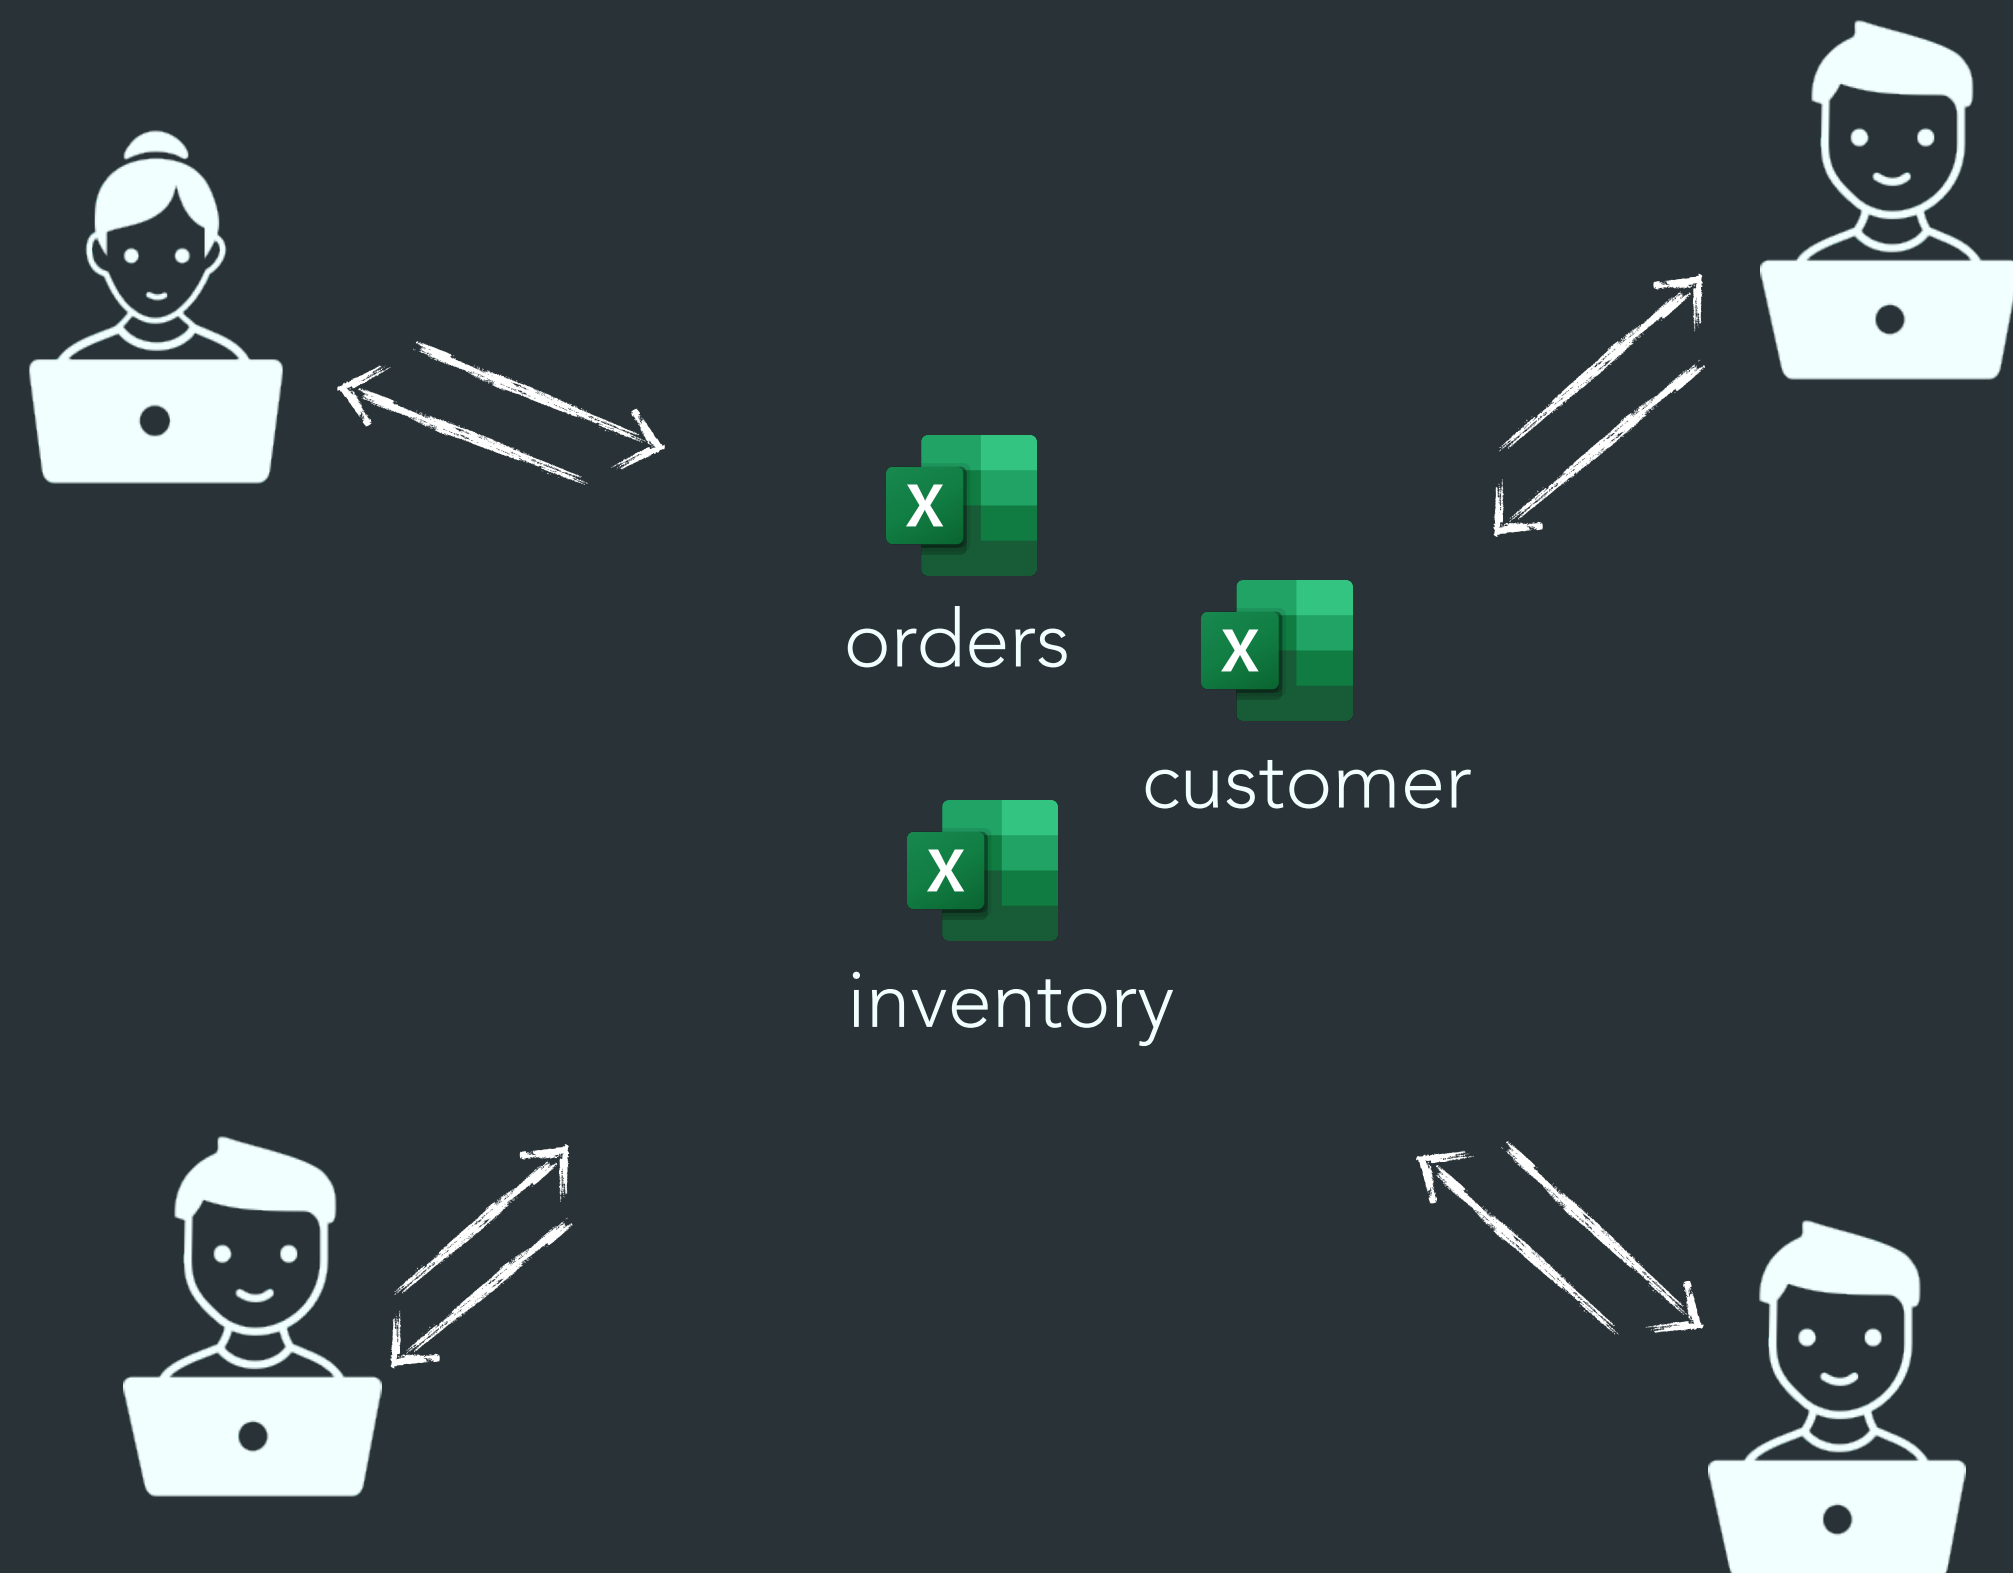 X
orders
X
customer
X
inventory